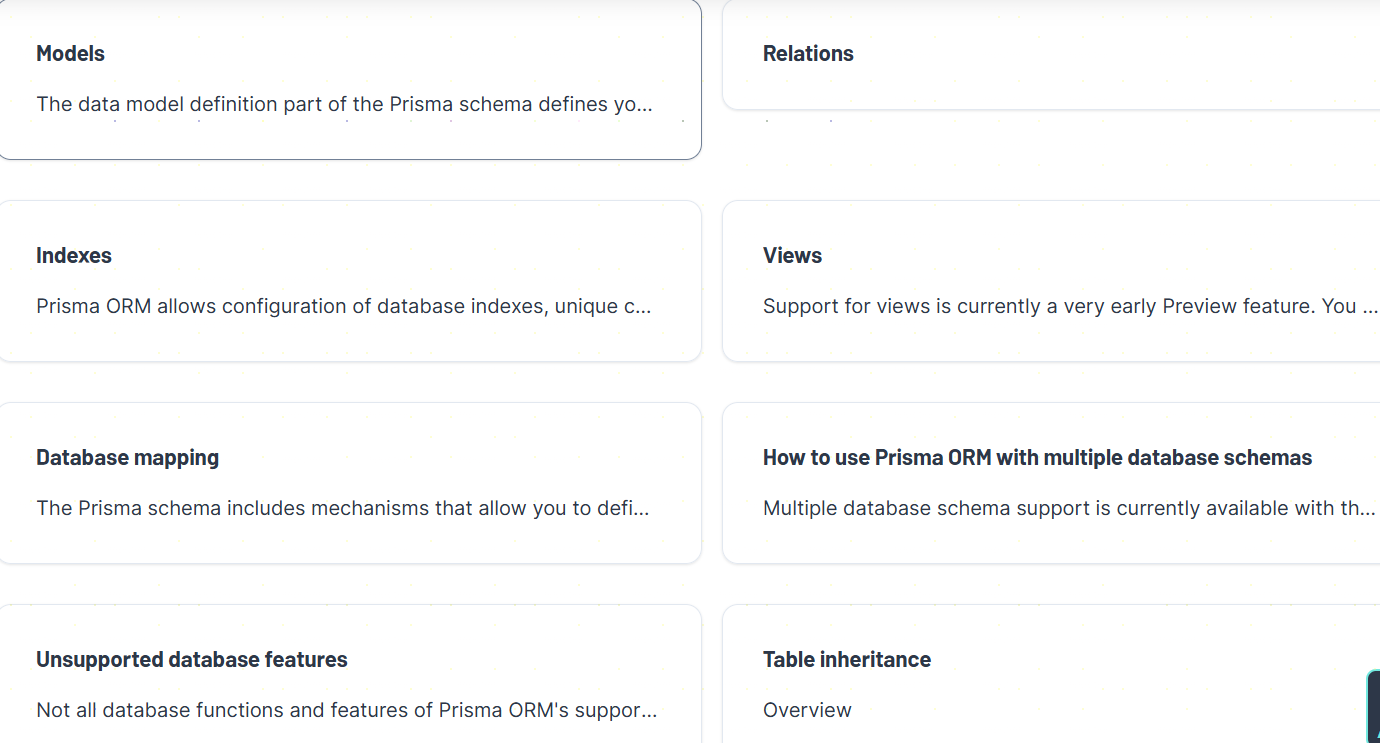 Models
The data model definition part of the Prisma schema defines yo...
Relations
Indexes
Prisma ORM allows configuration of database indexes, unique c...
Views
Support for views is currently a very early Preview feature. You ...
Database mapping
The Prisma schema includes mechanisms that allow you to defi...
How to use Prisma ORM with multiple database schemas
Multiple database schema support is currently available with th...
Unsupported database features
Not all database functions and features of Prisma ORM's suppor...
Table inheritance
Overview